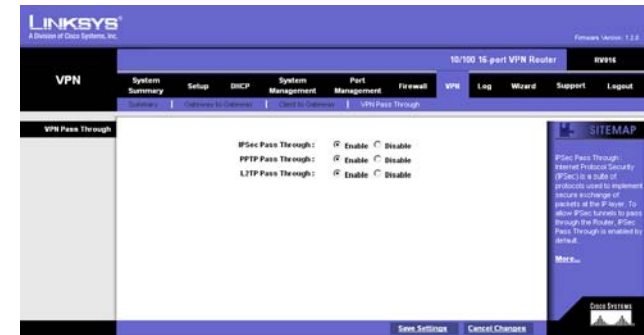 LINKSYS®
A Division of Cisco Systems, Inc.
Firmware Version: 1.2.0
10/100 16-port VPN Router
RV016
VPN
System Summary
Setup
DHCP
System Management
Port Management
Firewall
VPN
Log
Wizard
Support
Logout
Summary | Gateway to Gateway | Client to Gateway | VPN Pass Through
VPN Pass Through
SITEMAP
IPSec Pass Through : Enable Disable
PPTP Pass Through : Enable Disable
L2TP Pass Through : Enable Disable
IPSec Pass Through :
Internet Protocol Security
(IPSec) is a suite of
protocols used to implement
secure exchange of
packets at the IP layer. To
allow IPSec tunnels to pass
through the Router, IPSec
Pass Through is enabled by
default.
More...
Save Settings
Cancel Changes
CISCO SYSTEMS